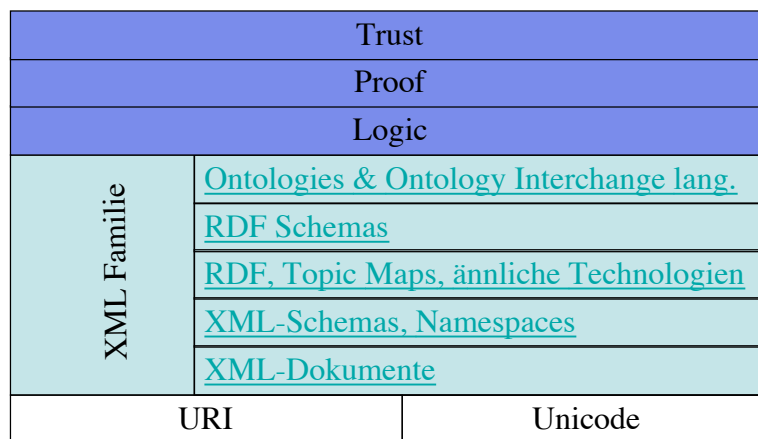 Trust
Proof
Logic
XML Familie
Ontologies & Ontology Interchange lang.
RDF Schemas
RDF, Topic Maps, ännliche Technologien
XML-Schemas, Namespaces
XML-Dokumente
URI
Unicode